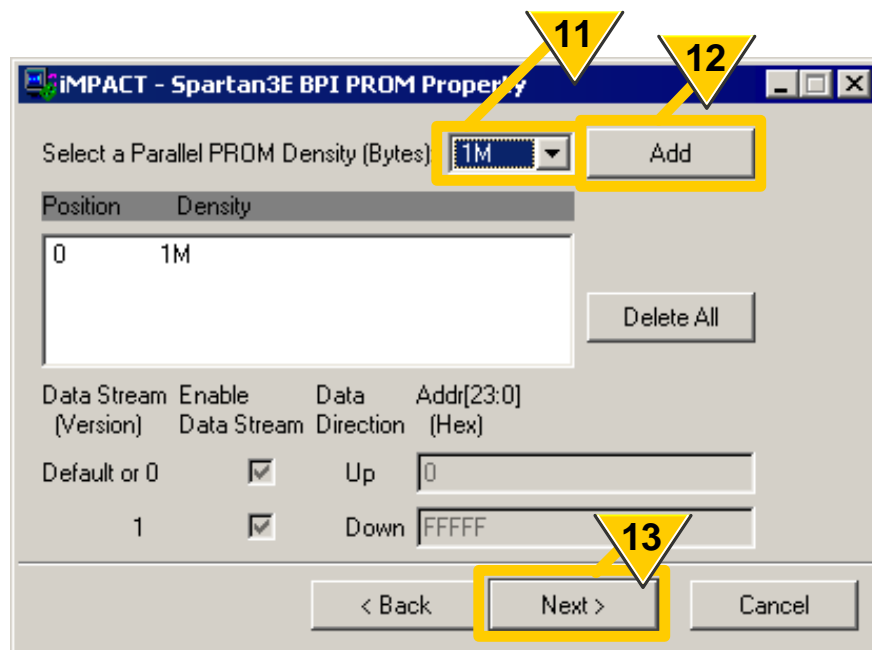 11
12
iMPACT - Spartan3E BPI PROM Property
Select a Parallel PROM Density (Bytes) 1M Add
Position Density
0 1M
Delete All
Data Stream Enable Data Addr[23:0]
(Version) Data Stream Direction (Hex)
Default or 0 Up 0
1 Down FFFFF
13
< Back Next > Cancel